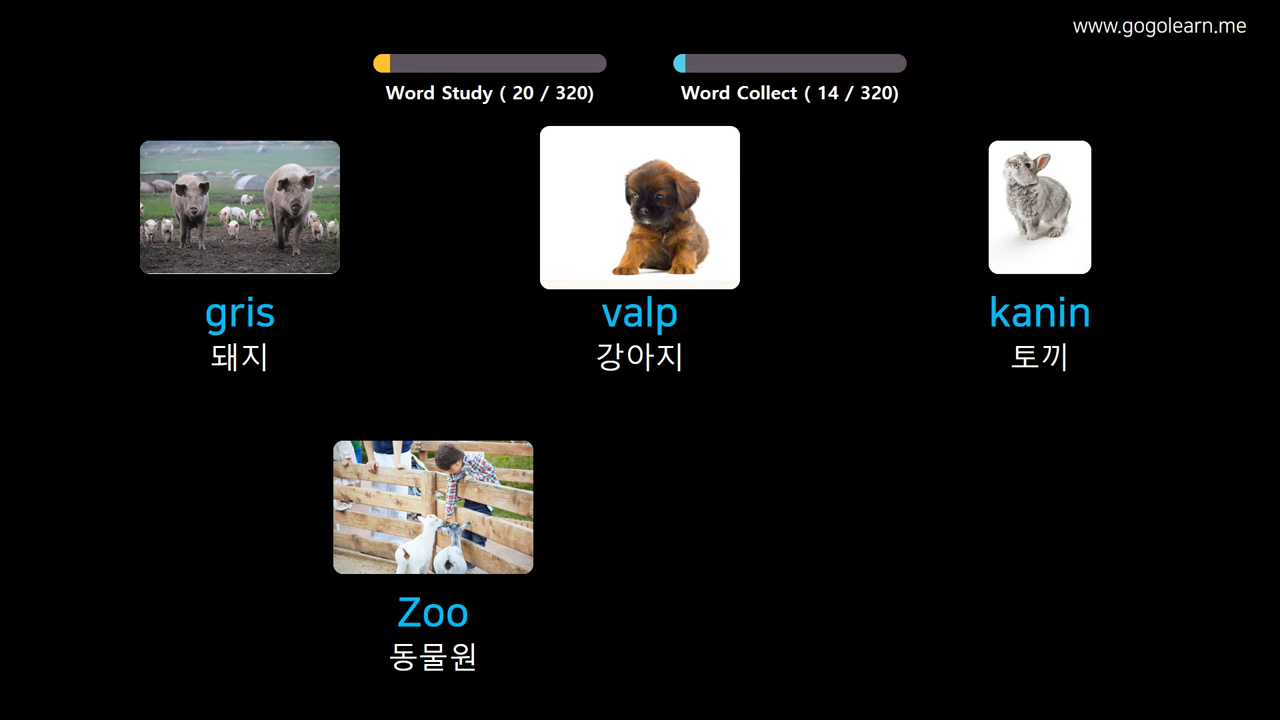 www.gogolearn.me
Word Study ( 20 / 320)
Word Collect ( 14 / 320)
gris
돼지
valp
강아지
kanin
토끼
Zoo
동물원